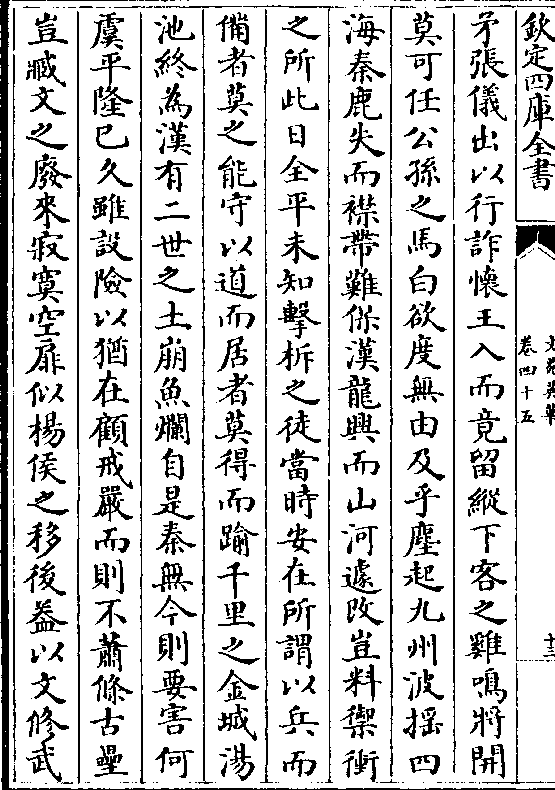 欽定四庫全書
卷四十五
十三
矛張儀出以行詐懷王入而竟留縱下客之雞鳴將開
莫可任公孫之馬白欲度無由及乎塵起九州波搖四
海秦鹿失而襟帶難保漢龍興而山河遽改豈料禦衝
之所此日全平未知擊柝之徒當時安在所謂以兵而
備者莫之能守以道而居者莫得而踰千里之金城湯
池終為漢有二世之土崩魚爛自是秦無今則要害何
虞平隆已久雖設險以猶在顧戒嚴而則不蕭條古壘
豈臧文之廢來寂寞空扉似楊侯之移後葢以文修武